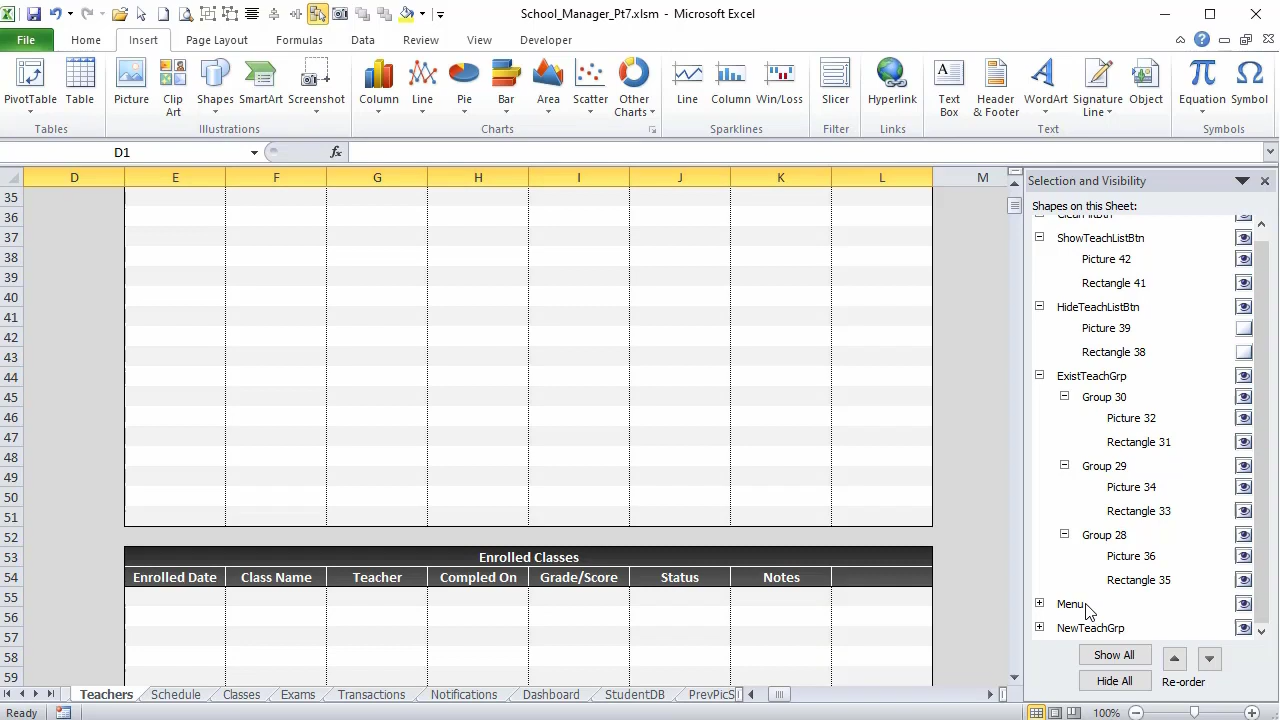 School_Manager_Pt7.xlsm - Microsoft Excel
File Home Insert Page Layout Formulas Data Review View Developer
PivotTable Table Picture Clip Art Shapes SmartArt Screenshot Column Line Pie Bar Area Scatter Other Charts Line Column Win/Loss Slicer Hyperlink Text Box Header & Footer WordArt Signature Line Object Equation Symbol
Tables Illustrations Charts Sparklines Filter Links Text Symbols
D1 fx
D E F G H I J K L M
Selection and Visibility
Shapes on this Sheet:
ShowTeachListBtn
Picture 42
Rectangle 41
HideTeachListBtn
Picture 39
Rectangle 38
ExistTeachGrp
Group 30
Picture 32
Rectangle 31
Group 29
Picture 34
Rectangle 33
Group 28
Picture 36
Rectangle 35
Menu
NewTeachGrp
Show All
Hide All Re-order
35
36
37
38
39
40
41
42
43
44
45
46
47
48
49
50
51
52
53 Enrolled Classes
54 Enrolled Date Class Name Teacher Compled On Grade/Score Status Notes
55
56
57
58
59
Teachers Schedule Classes Exams Transactions Notifications Dashboard StudentDB PrevPicS
Ready 100%